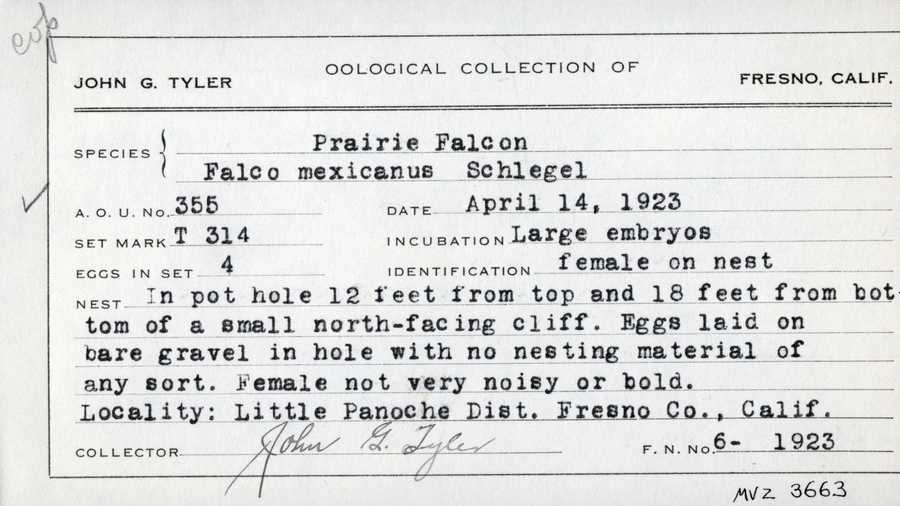 OOLOGICAL COLLECTION OF
JOHN G. TYLER FRESNO, CALIF.
SPECIES Prairie Falcon
Falco mexicanus Schlegel
A. O. U. No. 355 DATE April 14, 1923
SET MARK T 314 INCUBATION Large embryos
EGGS IN SET 4 IDENTIFICATION female on nest
NEST In pot hole 12 feet from top and 18 feet from bot-
tom of a small north-facing cliff. Eggs laid on
bare gravel in hole with no nesting material of
any sort. Female not very noisy or bold.
Locality: Little Panoche Dist. Fresno Co., Calif.
COLLECTOR John G. Tyler F. N. No. 6- 1923
MVZ 3663